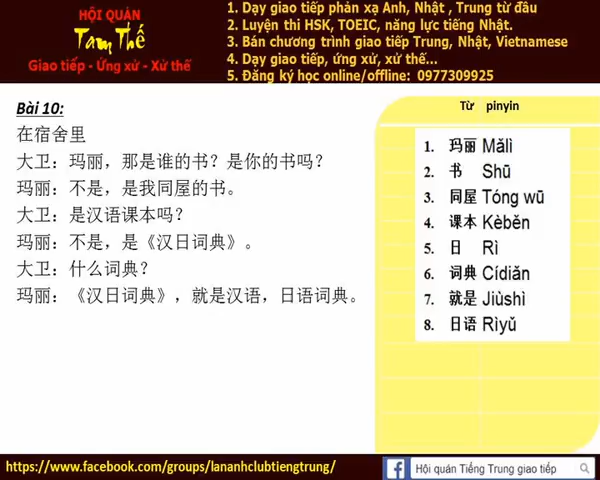 HỘI QUÁN
Tam Thế
Giao tiếp - Ứng xử - Xử thế
1. Dạy giao tiếp phản xạ Anh, Nhật , Trung từ đầu
2. Luyện thi HSK, TOEIC, năng lực tiếng Nhật.
3. Bán chương trình giao tiếp Trung, Nhật, Vietnamese
4. Dạy giao tiếp, ứng xử, xử thế...
5. Đăng ký học online/offline: 0977309925
Bài 10:
在宿舍里
大卫：玛丽，那是谁的书？是你的书吗？
玛丽：不是，是我同屋的书。
大卫：是汉语课本吗？
玛丽：不是，是《汉日词典》。
大卫：什么词典？
玛丽：《汉日词典》，就是汉语，日语词典。
Từ pinyin
1. 玛丽 Mǎlì
2. 书 Shū
3. 同屋 Tóng wū
4. 课本 Kèběn
5. 日 Rì
6. 词典 Cídiǎn
7. 就是 Jiùshì
8. 日语 Rìyǔ
https://www.facebook.com/groups/lananhclubtiengtrung/
Hội quán Tiếng Trung giao tiếp